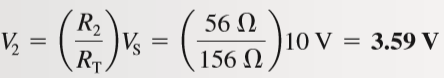 V₂ = (R₂/R_T)V_S = (56 Ω/156 Ω)10 V = 3.59 V